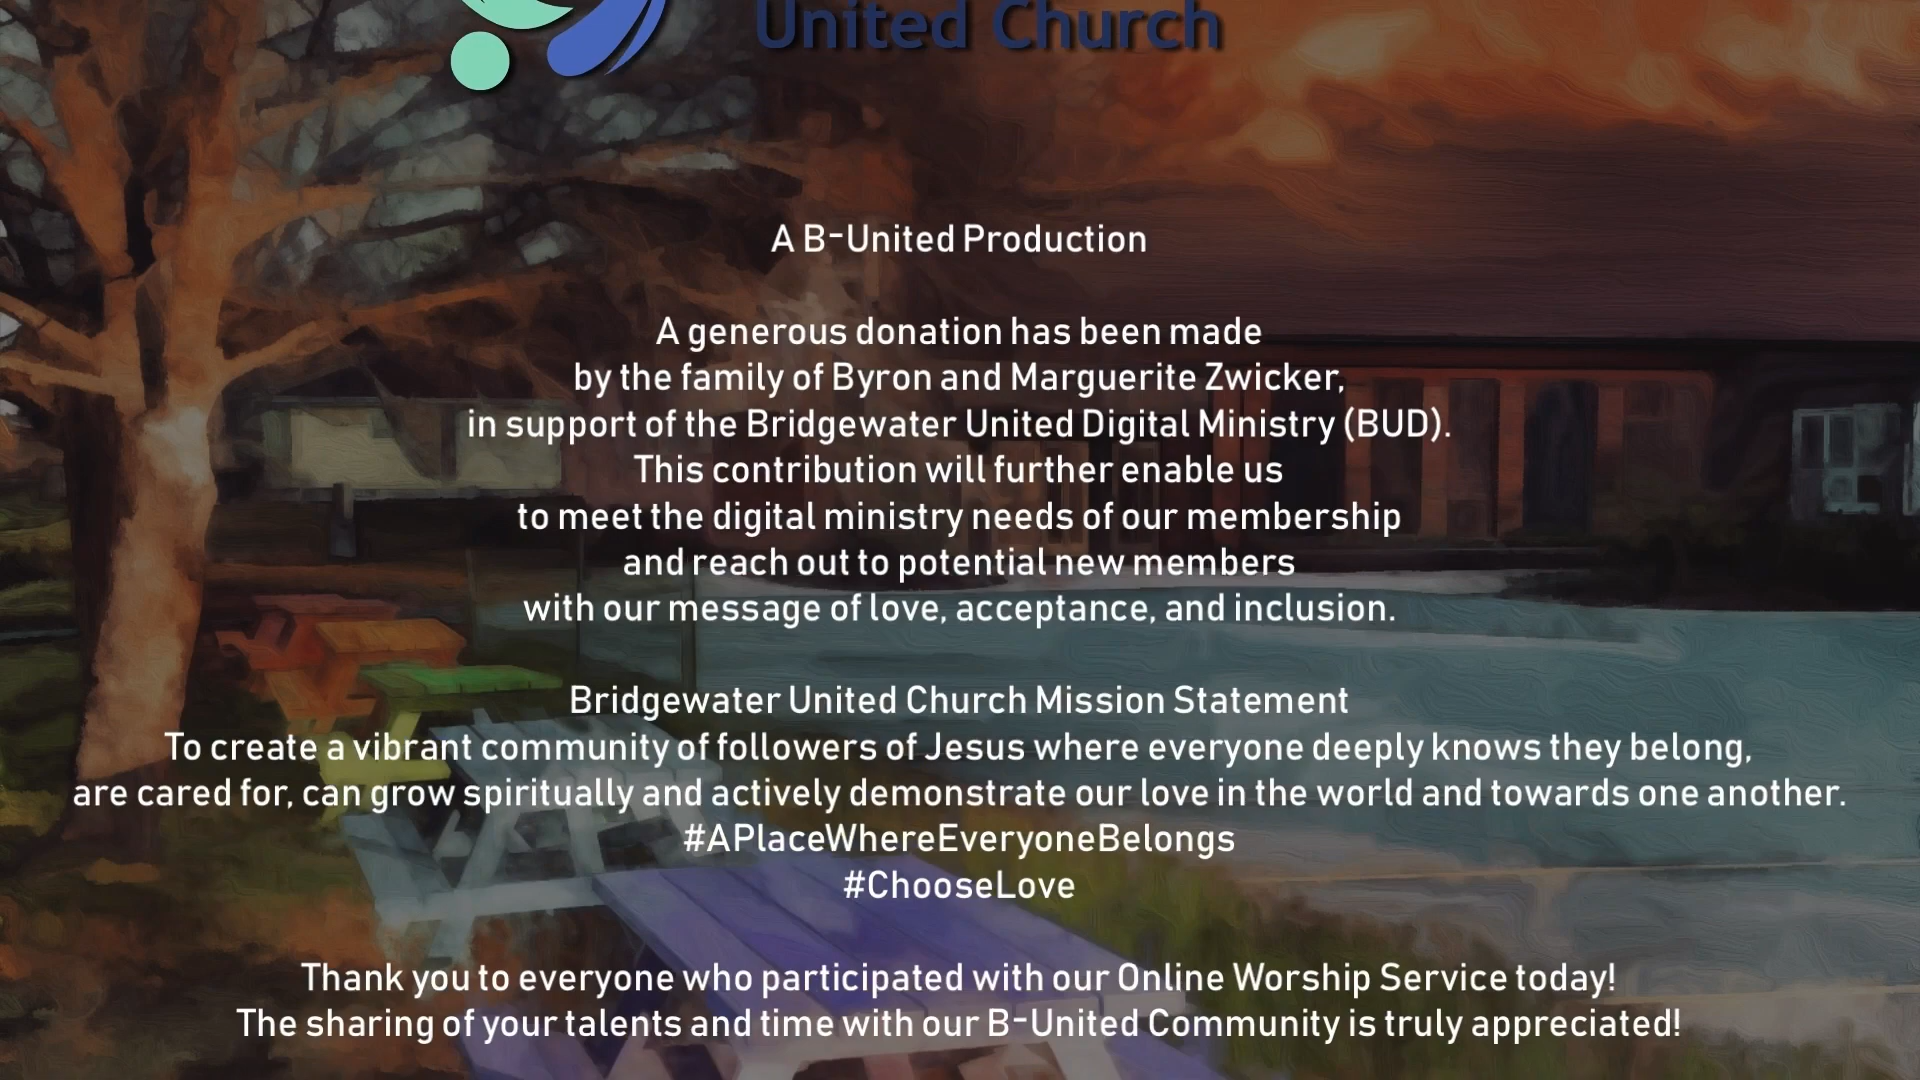 United Church
A B-United Production
A generous donation has been made
by the family of Byron and Marguerite Zwicker,
in support of the Bridgewater United Digital Ministry (BUD).
This contribution will further enable us
to meet the digital ministry needs of our membership
and reach out to potential new members
with our message of love, acceptance, and inclusion.
Bridgewater United Church Mission Statement
To create a vibrant community of followers of Jesus where everyone deeply knows they belong,
are cared for, can grow spiritually and actively demonstrate our love in the world and towards one another.
#APlaceWhereEveryoneBelongs
#ChooseLove
Thank you to everyone who participated with our Online Worship Service today!
The sharing of your talents and time with our B-United Community is truly appreciated!